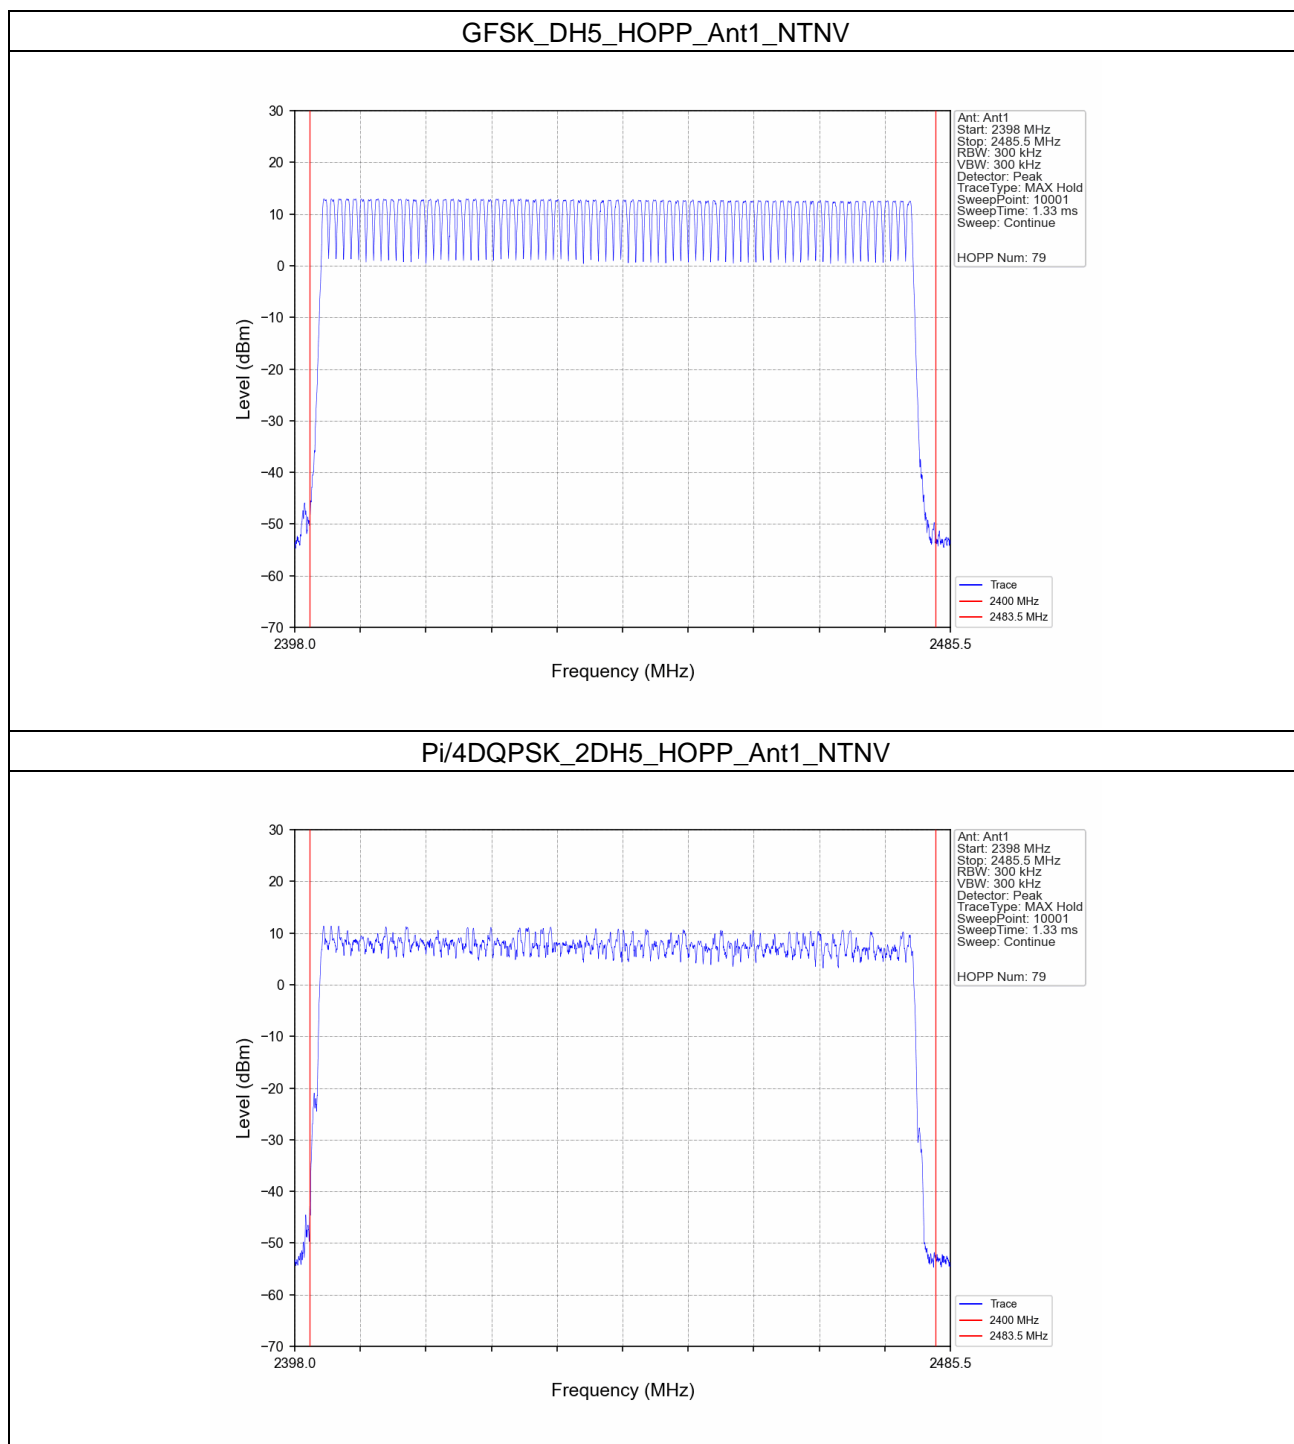 GFSK_DH5_HOPP_Ant1_NTNV
30
20
10
0
−10
−20
−30
−40
−50
−60
−70
Level (dBm)
2398.0
2485.5
Frequency (MHz)
Ant: Ant1
Start: 2398 MHz
Stop: 2485.5 MHz
RBW: 300 kHz
VBW: 300 kHz
Detector: Peak
TraceType: MAX Hold
SweepPoint: 10001
SweepTime: 1.33 ms
Sweep: Continue
HOPP Num: 79
Trace
2400 MHz
2483.5 MHz
Pi/4DQPSK_2DH5_HOPP_Ant1_NTNV
30
20
10
0
−10
−20
−30
−40
−50
−60
−70
Level (dBm)
2398.0
2485.5
Frequency (MHz)
Ant: Ant1
Start: 2398 MHz
Stop: 2485.5 MHz
RBW: 300 kHz
VBW: 300 kHz
Detector: Peak
TraceType: MAX Hold
SweepPoint: 10001
SweepTime: 1.33 ms
Sweep: Continue
HOPP Num: 79
Trace
2400 MHz
2483.5 MHz